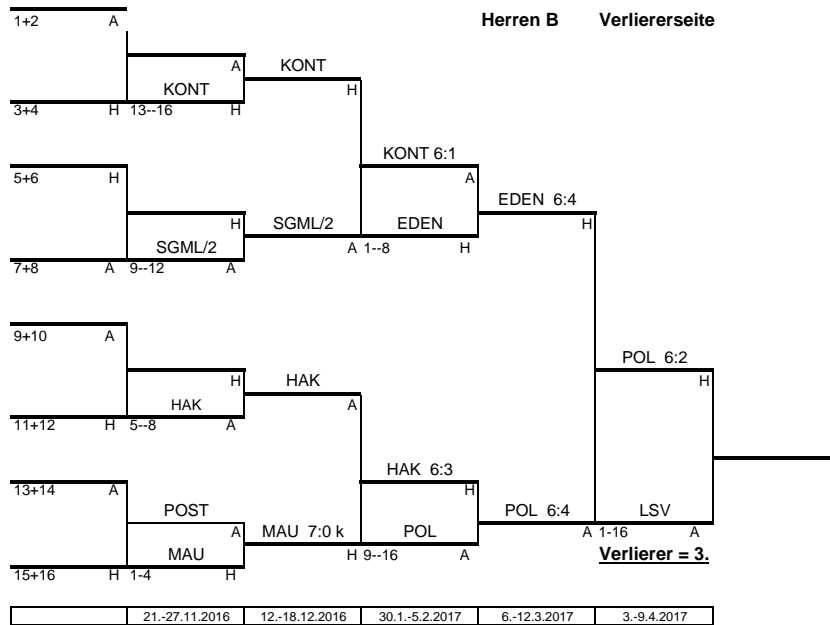 Herren B Verliererseite
1+2 A
A KONT
KONT H
3+4 H 13--16 H
KONT 6:1
5+6 H A
EDEN 6:4
H SGML/2 EDEN H
SGML/2 A 1--8 H
7+8 A 9--12 A
9+10 A
POL 6:2
H HAK H
HAK A
11+12 H 5--8 A
HAK 6:3
13+14 A H
POST POL 6:4 LSV
A MAU 7:0 k POL A 1-16 A
MAU H 9--16 A Verlierer = 3.
15+16 H 1-4 H
21.-27.11.2016 12.-18.12.2016 30.1.-5.2.2017 6.-12.3.2017 3.-9.4.2017